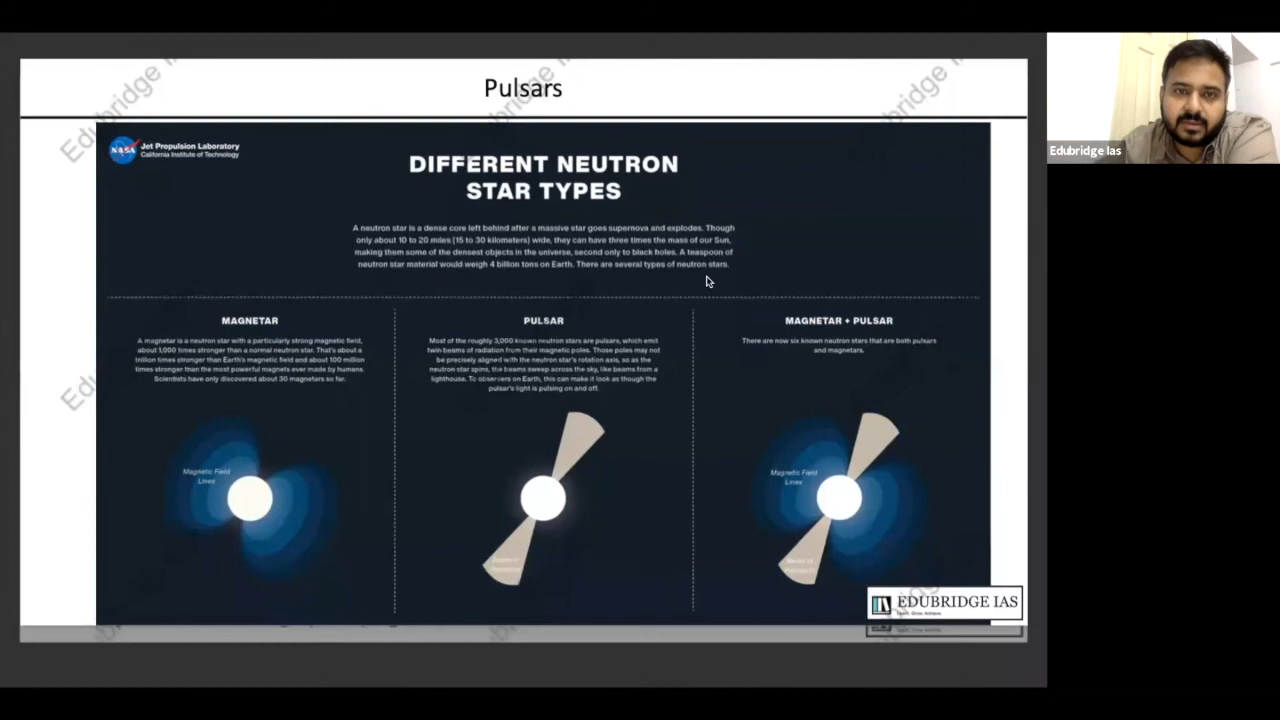 Pulsars
Edubridge I
Edubridge
bridge
bridge I
Edubridge Ias
NASA
Jet Propulsion Laboratory
California Institute of Technology
DIFFERENT NEUTRON
STAR TYPES
A neutron star is a dense core left behind after a massive star goes supernova and explodes. Though
only about 10 to 20 miles (15 to 30 kilometers) wide, they can have three times the mass of our Sun,
making them some of the densest objects in the universe, second only to black holes. A teaspoon of
neutron star material would weigh 4 billion tons on Earth. There are several types of neutron stars.
MAGNETAR
A magnetar is a neutron star with a particularly strong magnetic field,
about 1,000 times stronger than a normal neutron star. That's about a
trillion times stronger than Earth's magnetic field and about 100 million
times stronger than the most powerful magnets ever made by humans.
Scientists have only discovered about 30 magnetars so far.
Magnetic Field
Lines
PULSAR
Most of the roughly 3,000 known neutron stars are pulsars, which emit
twin beams of radiation from their magnetic poles. Those poles may not
be precisely aligned with the neutron star's rotation axis, so as the
neutron star spins, the beams sweep across the sky, like beams from a
lighthouse. To observers on Earth, this can make it look as though the
pulsar's light is pulsing on and off.
MAGNETAR + PULSAR
There are now six known neutron stars that are both pulsars
and magnetars.
Magnetic Field
Lines
EDUBRIDGE IAS
Learn. Grow. Achieve.